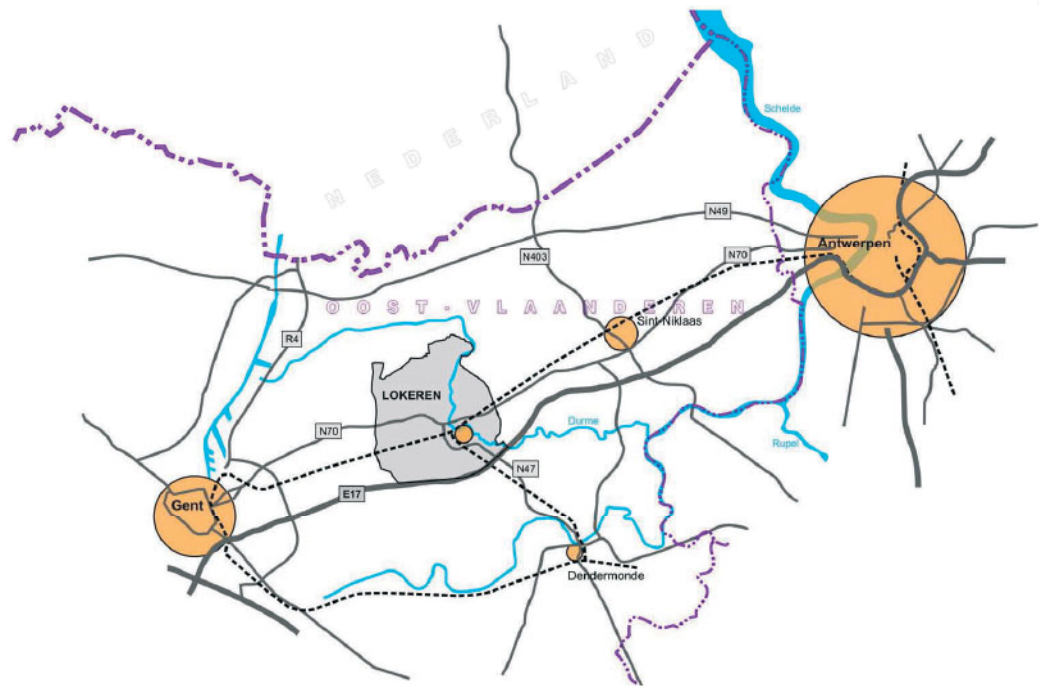 NEDERLAND
Schelde
N49
Antwerpen
N403
N70
OOST-VLAANDEREN
Sint-Niklaas
R4
LOKEREN
Durme
N70
Rupel
N47
E17
Gent
Dendermonde